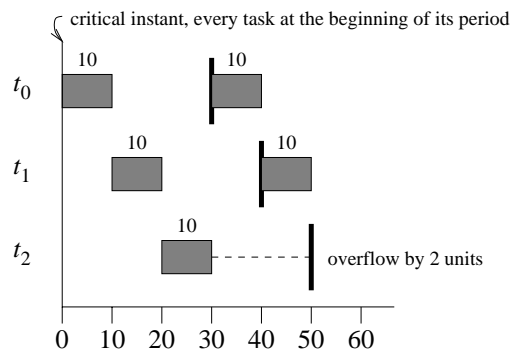 critical instant, every task at the beginning of its period
10 10
t0
10 10
t1
10
t2 overflow by 2 units
0 10 20 30 40 50 60